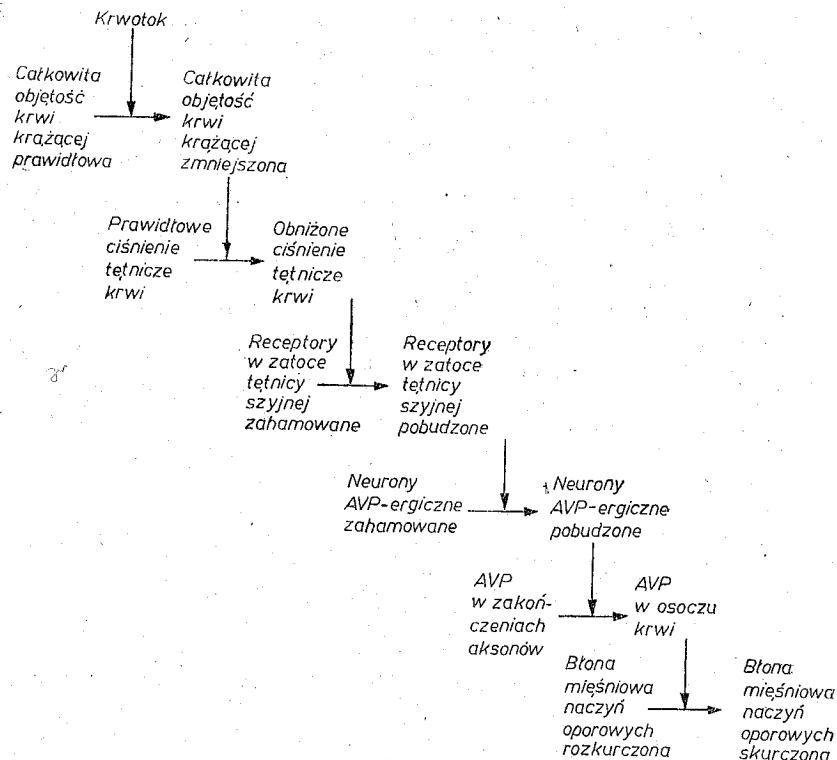 Krwotok
Całkowita
objętość
krwi
krążącej
prawidłowa
Całkowita
objętość
krwi
krążącej
zmniejszona
Prawidłowe
ciśnienie
tętnicze
krwi
Obniżone
ciśnienie
tętnicze
krwi
Receptory
w zatoce
tętnicy
szyjnej
zahamowane
Receptory
w zatoce
tętnicy
szyjnej
pobudzone
Neurony
AVP-ergiczne
zahamowane
Neurony
AVP-ergiczne
pobudzone
AVP
w zakoń-
czeniach
aksonów
AVP
w osoczu
krwi
Błona
mięśniowa
naczyń
oporowych
rozkurczona
Błona
mięśniowa
naczyń
oporowych
skurczona